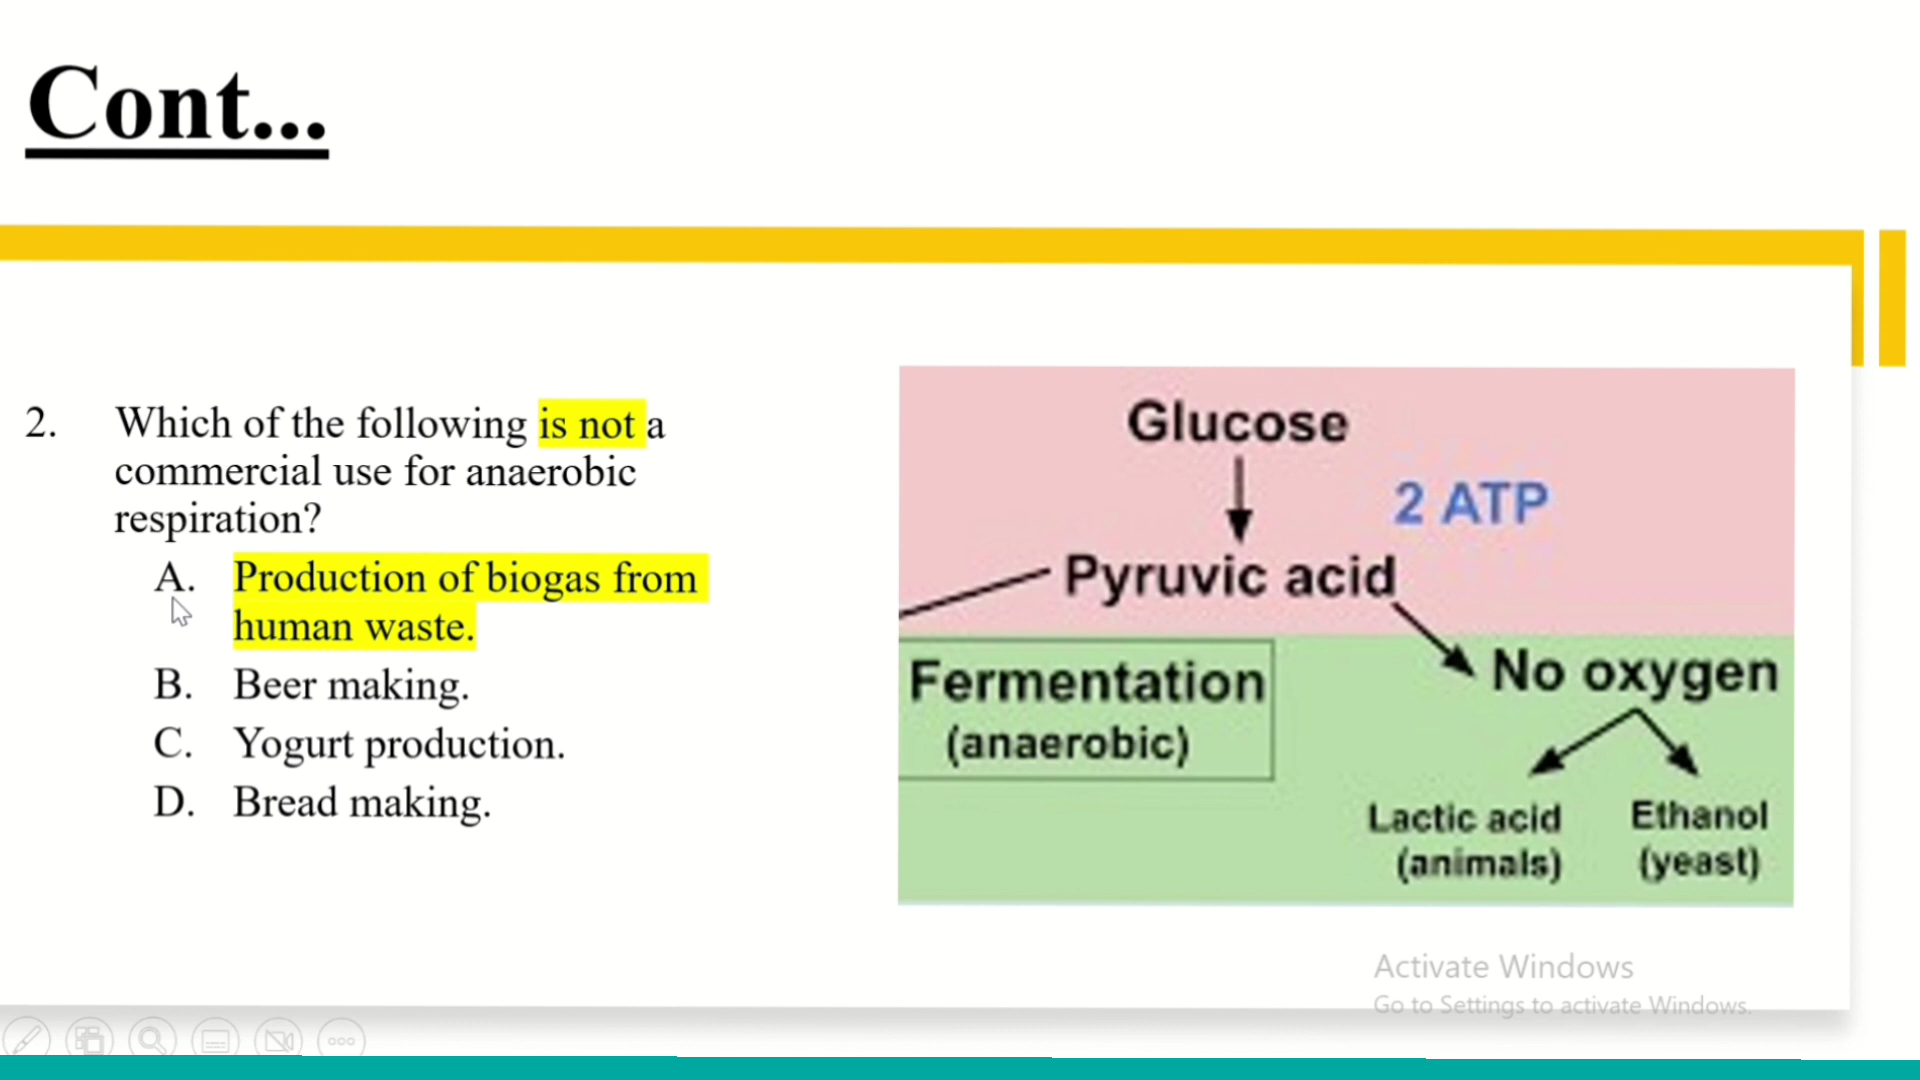 Cont...
2. Which of the following is not a
commercial use for anaerobic
respiration?
A. Production of biogas from
human waste.
B. Beer making.
C. Yogurt production.
D. Bread making.
Glucose
2 ATP
Pyruvic acid
Fermentation
(anaerobic)
No oxygen
Lactic acid
(animals)
Ethanol
(yeast)
Activate Windows
Go to Settings to activate Windows.